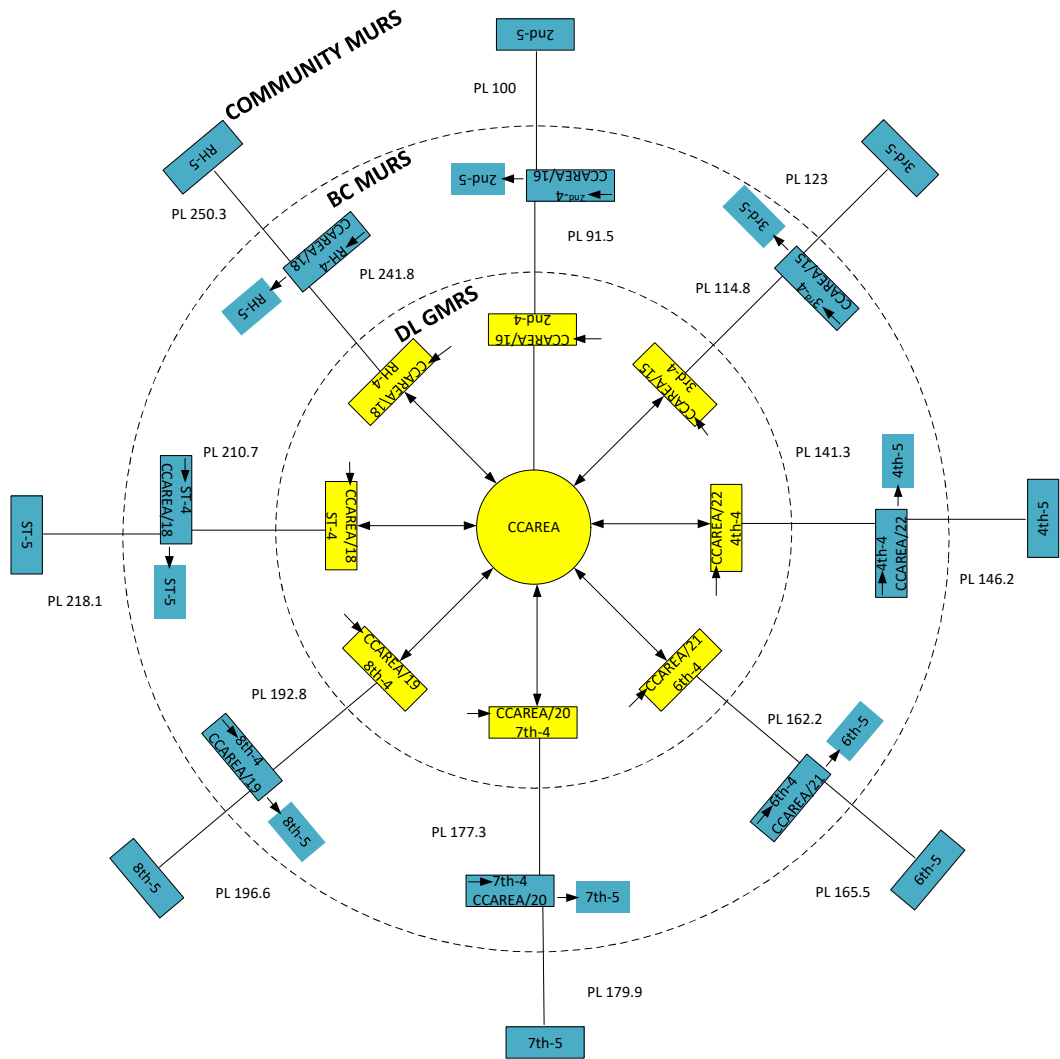 COMMUNITY MURS
BC MURS
DL GMRS
2nd-5
PL 100
2nd-5
2nd-4
CCAREA/16
PL 91.5
2nd-4
CCAREA/16
3rd-5
PL 123
3rd-5
3rd-4
CCAREA/15
PL 114.8
3rd-4
CCAREA/15
RH-5
PL 250.3
RH-4
CCAREA/18
RH-5
PL 241.8
CCAREA\18
RH-4
CCAREA
ST-5
PL 218.1
PL 210.7
ST-4
CCAREA/18
ST-5
CCAREA/18
ST-4
PL 141.3
CCAREA/22
4th-4
4th-5
4th-4
CCAREA/22
4th-5
PL 146.2
CCAREA/19
8th-4
PL 192.8
8th-4
CCAREA/19
8th-5
8th-5
PL 196.6
CCAREA/20
7th-4
PL 177.3
7th-4
CCAREA/20
7th-5
PL 179.9
7th-5
CCAREA/21
6th-4
PL 162.2
6th-4
CCAREA/21
6th-5
PL 165.5
6th-5